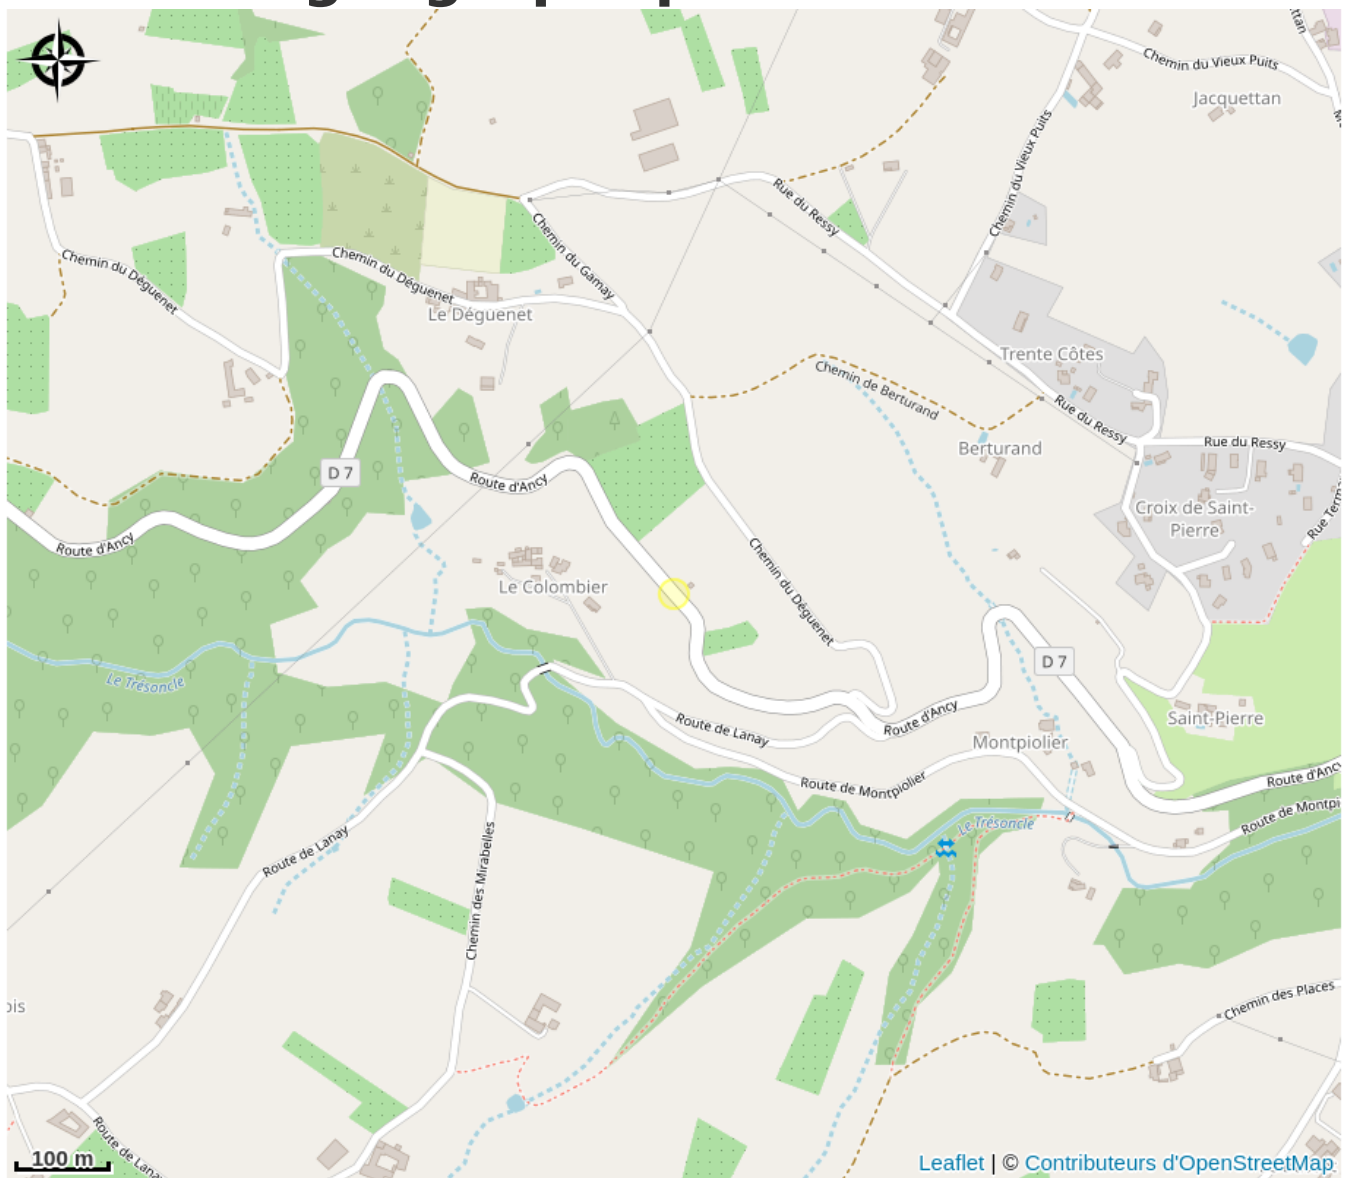 Chemin du Vieux Puits
Jacquettan
Chemin du Vieux Puits
Rue du Ressy
Chemin du Gamay
Chemin du Déguenet
Chemin du Déguenet
Le Déguenet
Trente Côtes
Chemin de Berturand
Rue du Ressy
Rue du Ressy
Berturand
D 7
Route d'Ancy
Croix de Saint-
Pierre
Route d'Ancy
Le Colombier
Chemin du Déguenet
D 7
Le Trésoncle
Saint-Pierre
Route d'Ancy
Route de Lanay
Montpiolier
Route d'Ancy
Route de Montpiolier
Route de Montpi
Le Trésoncle
Route de Lanay
Chemin des Mirabelles
Chemin des Places
Route de Lana
100 m
Leaflet | © Contributeurs d'OpenStreetMap